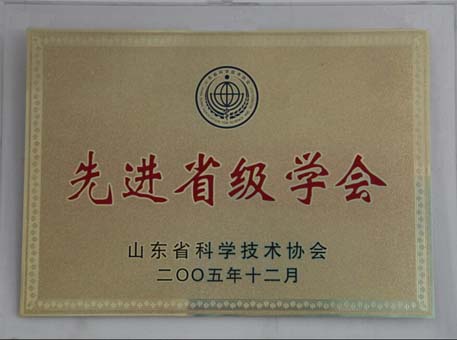 先进省级学会
山东省科学技术协会
二〇〇五年十二月